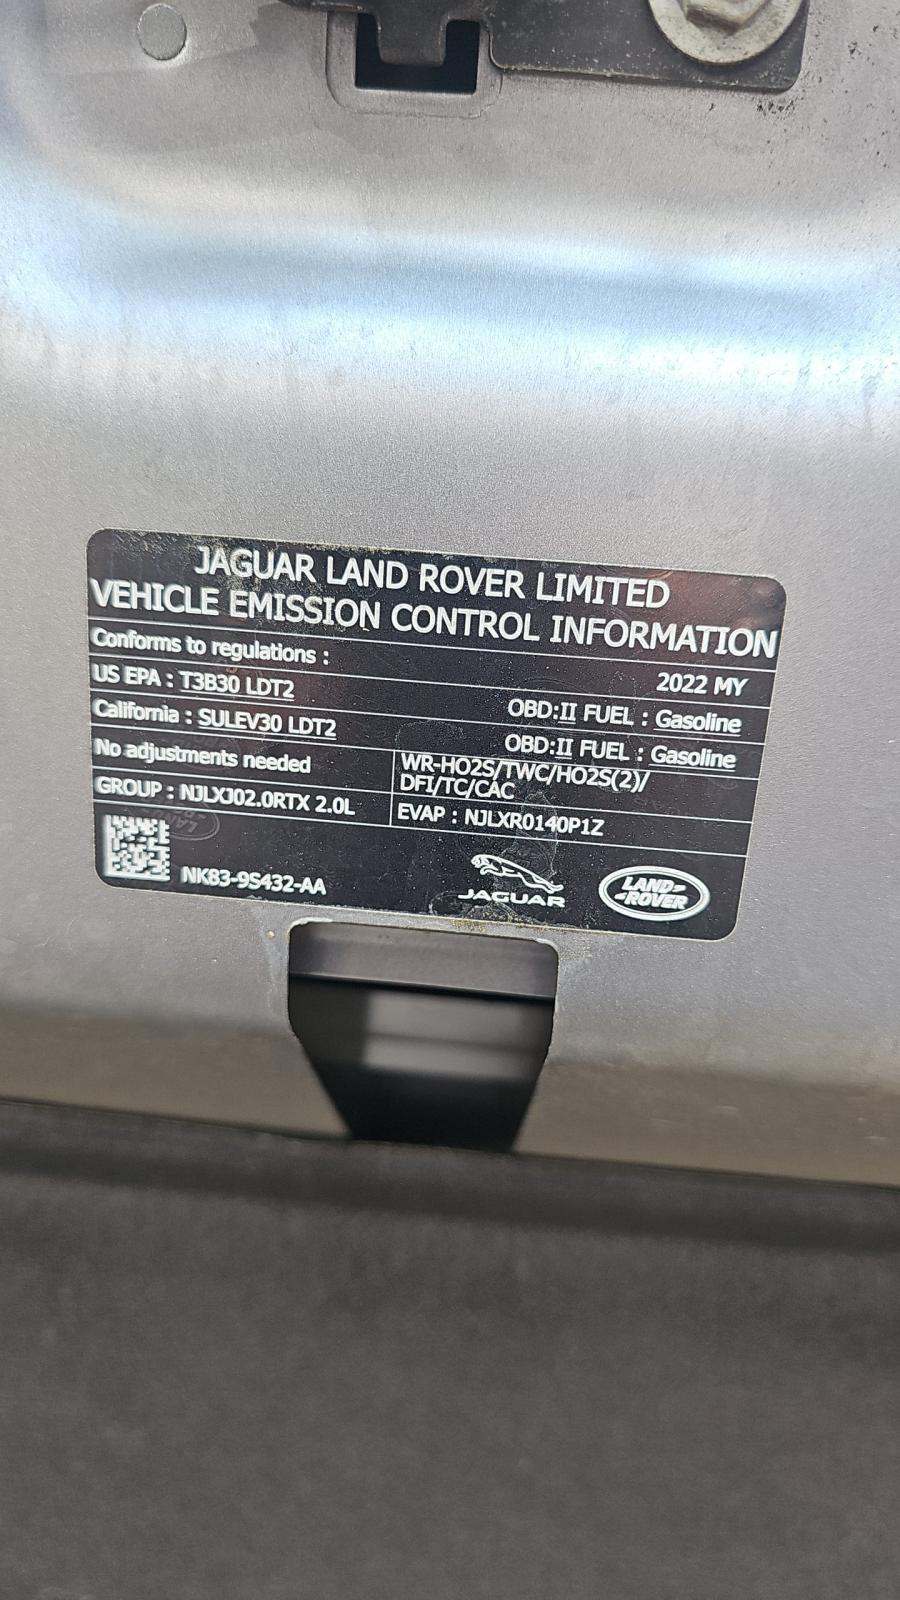 JAGUAR LAND ROVER LIMITED
VEHICLE EMISSION CONTROL INFORMATION
Conforms to regulations :
2022 MY
US EPA : T3B30 LDT2
OBD:II FUEL : Gasoline
California : SULEV30 LDT2
OBD:II FUEL : Gasoline
No adjustments needed
WR-HO2S/TWC/HO2S(2)/
DFI/TC/CAC
GROUP : NJLXJ02.0RTX 2.0L
EVAP : NJLXR0140P1Z
NK83-9S432-AA
JAGUAR
LAND-
-ROVER